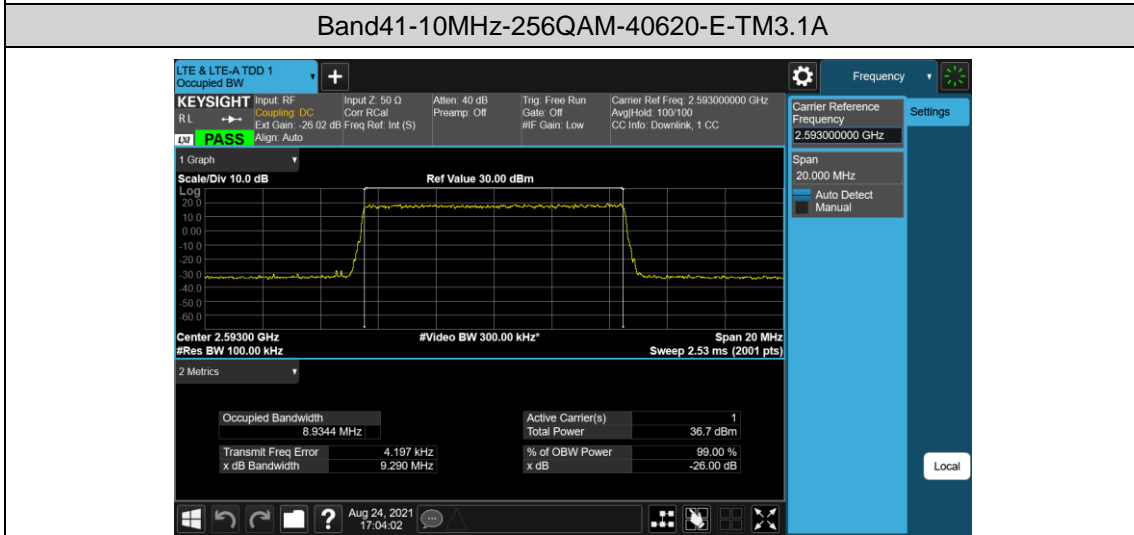 Band41-10MHz-256QAM-40620-E-TM3.1A
LTE & LTE-A TDD 1
Occupied BW
Frequency
KEYSIGHT
R L
LXI
PASS
Input: RF
Coupling: DC
Ext Gain: -26.02 dB
Align: Auto
Input Z: 50 Ω
Corr RCal
Freq Ref: Int (S)
Atten: 40 dB
Preamp: Off
Trig: Free Run
Gate: Off
#IF Gain: Low
Carrier Ref Freq: 2.593000000 GHz
Avg|Hold: 100/100
CC Info: Downlink, 1 CC
Carrier Reference
Frequency
2.593000000 GHz
Settings
Span
20.000 MHz
Auto Detect
Manual
1 Graph
Scale/Div 10.0 dB
Ref Value 30.00 dBm
Log
20.0
10.0
0.00
-10.0
-20.0
-30.0
-40.0
-50.0
-60.0
Center 2.59300 GHz
#Video BW 300.00 kHz*
Span 20 MHz
#Res BW 100.00 kHz
Sweep 2.53 ms (2001 pts)
2 Metrics
Occupied Bandwidth
8.9344 MHz
Active Carrier(s) 1
Total Power 36.7 dBm
Transmit Freq Error 4.197 kHz
% of OBW Power 99.00 %
x dB Bandwidth 9.290 MHz
x dB -26.00 dB
Local
?
Aug 24, 2021
17:04:02